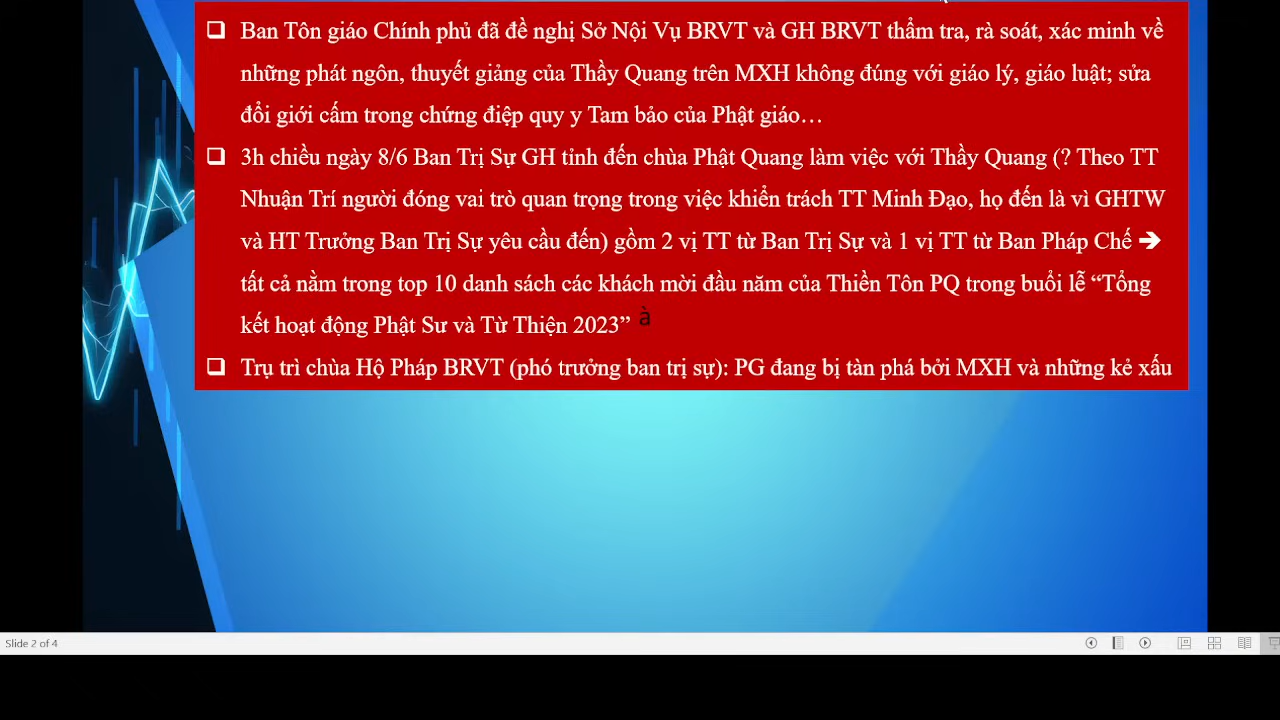 ❑ Ban Tôn giáo Chính phủ đã đề nghị Sở Nội Vụ BRVT và GH BRVT thẩm tra, rà soát, xác minh về
những phát ngôn, thuyết giảng của Thầy Quang trên MXH không đúng với giáo lý, giáo luật; sửa
đổi giới cấm trong chứng điệp quy y Tam bảo của Phật giáo…
❑ 3h chiều ngày 8/6 Ban Trị Sự GH tỉnh đến chùa Phật Quang làm việc với Thầy Quang (? Theo TT
Nhuận Trí người đóng vai trò quan trọng trong việc khiển trách TT Minh Đạo, họ đến là vì GHTW
và HT Trưởng Ban Trị Sự yêu cầu đến) gồm 2 vị TT từ Ban Trị Sự và 1 vị TT từ Ban Pháp Chế ➔
tất cả nằm trong top 10 danh sách các khách mời đầu năm của Thiền Tôn PQ trong buổi lễ “Tổng
kết hoạt động Phật Sư và Từ Thiện 2023” à
❑ Trụ trì chùa Hộ Pháp BRVT (phó trưởng ban trị sự): PG đang bị tàn phá bởi MXH và những kẻ xấu
Slide 2 of 4